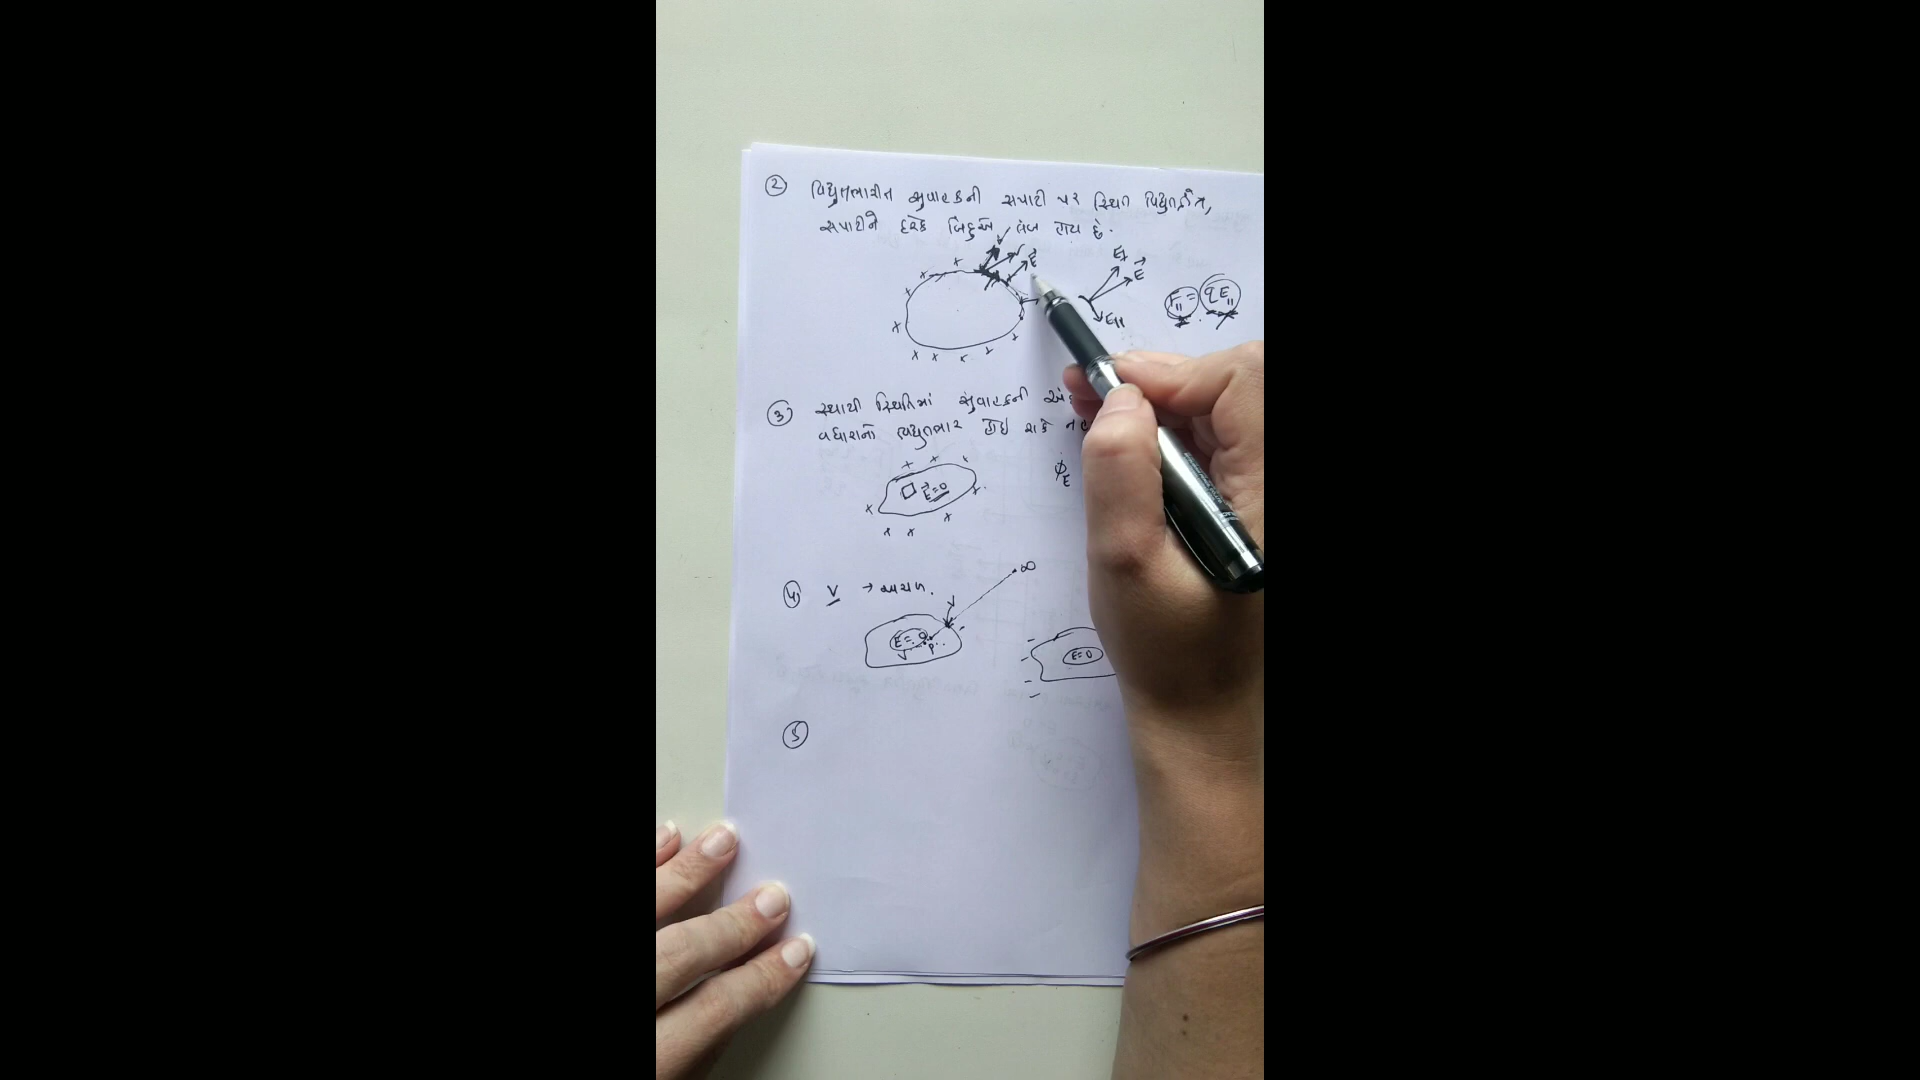 ② વિદ્યુતભારીત સુવાહકની સપાટી પર સ્થિત વિદ્યુતક્ષેત્ર,
સપાટીને દરેક બિંદુએ લંબ હોય છે.
E⃗
E⊥
E⃗
E||
F|| = qE||
③ સ્થાયી સ્થિતિમાં સુવાહકની
વધારાનો વિદ્યુતભાર હોઇ શકે
E⃗=0
ϕE
④ V → અચળ.
∞
V
E=0
V
P
E=0
⑤